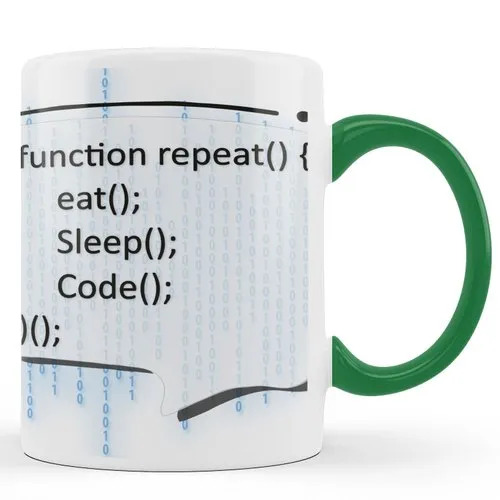 function repeat() {
eat();
Sleep();
Code();
)();